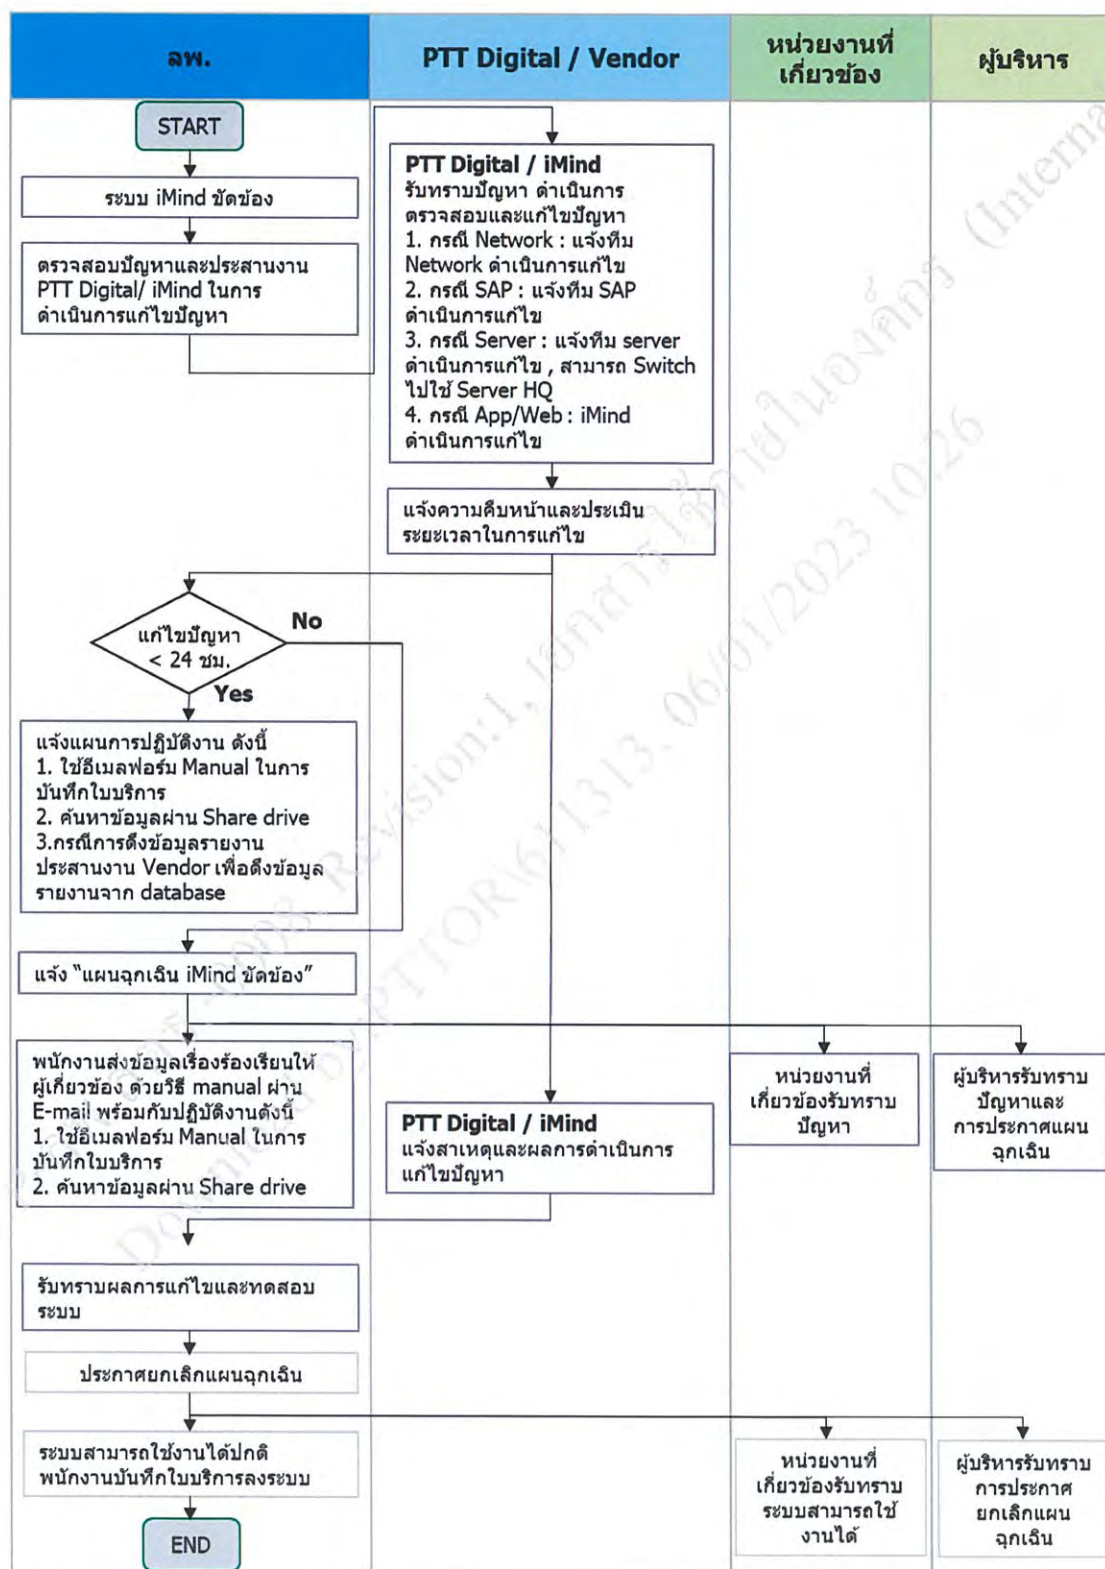 ลพ.
PTT Digital / Vendor
หน่วยงานที่
เกี่ยวข้อง
ผู้บริหาร
START
ระบบ iMind ขัดข้อง
ตรวจสอบปัญหาและประสานงาน
PTT Digital/ iMind ในการ
ดำเนินการแก้ไขปัญหา
PTT Digital / iMind
รับทราบปัญหา ดำเนินการ
ตรวจสอบและแก้ไขปัญหา
1. กรณี Network : แจ้งทีม
Network ดำเนินการแก้ไข
2. กรณี SAP : แจ้งทีม SAP
ดำเนินการแก้ไข
3. กรณี Server : แจ้งทีม server
ดำเนินการแก้ไข , สามารถ Switch
ไปใช้ Server HQ
4. กรณี App/Web : iMind
ดำเนินการแก้ไข
แจ้งความคืบหน้าและประเมิน
ระยะเวลาในการแก้ไข
แก้ไขปัญหา
< 24 ชม.
No
Yes
แจ้งแผนการปฏิบัติงาน ดังนี้
1. ใช้อีเมลฟอร์ม Manual ในการ
บันทึกใบบริการ
2. ค้นหาข้อมูลผ่าน Share drive
3.กรณีการดึงข้อมูลรายงาน
ประสานงาน Vendor เพื่อดึงข้อมูล
รายงานจาก database
แจ้ง “แผนฉุกเฉิน iMind ขัดข้อง”
พนักงานส่งข้อมูลเรื่องร้องเรียนให้
ผู้เกี่ยวข้อง ด้วยวิธี manual ผ่าน
E-mail พร้อมกับปฏิบัติงานดังนี้
1. ใช้อีเมลฟอร์ม Manual ในการ
บันทึกใบบริการ
2. ค้นหาข้อมูลผ่าน Share drive
PTT Digital / iMind
แจ้งสาเหตุและผลการดำเนินการ
แก้ไขปัญหา
หน่วยงานที่
เกี่ยวข้องรับทราบ
ปัญหา
ผู้บริหารรับทราบ
ปัญหาและ
การประกาศแผน
ฉุกเฉิน
รับทราบผลการแก้ไขและทดสอบ
ระบบ
ประกาศยกเลิกแผนฉุกเฉิน
ระบบสามารถใช้งานได้ปกติ
พนักงานบันทึกใบบริการลงระบบ
หน่วยงานที่
เกี่ยวข้องรับทราบ
ระบบสามารถใช้
งานได้
ผู้บริหารรับทราบ
การประกาศ
ยกเลิกแผน
ฉุกเฉิน
END
-0008, Revision:1, เอกสารใช้ภายในองค์กร (Interna
Download by:PTTOR\611313, 06/01/2023 10:26